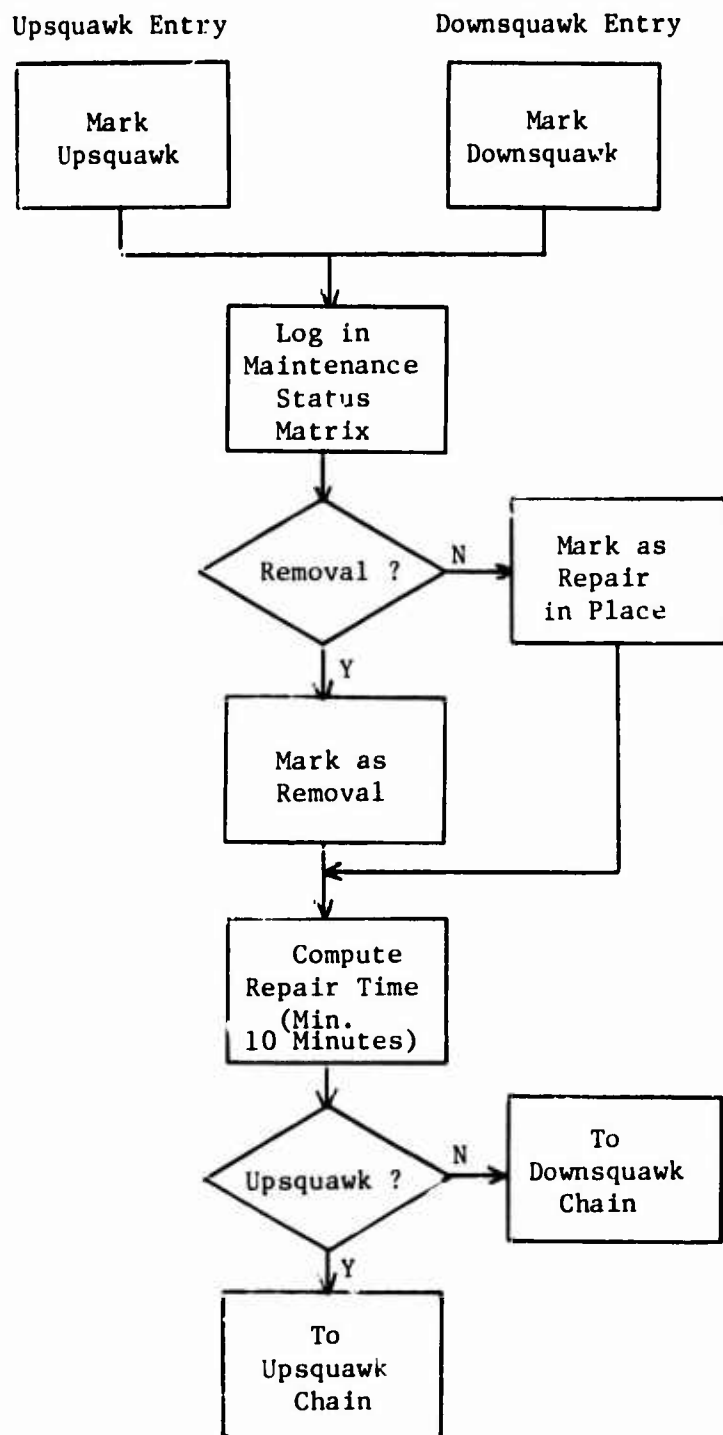 Upsquawk Entry
Downsquawk Entry
Mark
Upsquawk
Mark
Downsquawk
Log in
Maintenance
Status
Matrix
Removal ?
N
Mark as
Repair
in Place
Y
Mark as
Removal
Compute
Repair Time
(Min.
10 Minutes)
Upsquawk ?
N
To
Downsquawk
Chain
Y
To
Upsquawk
Chain